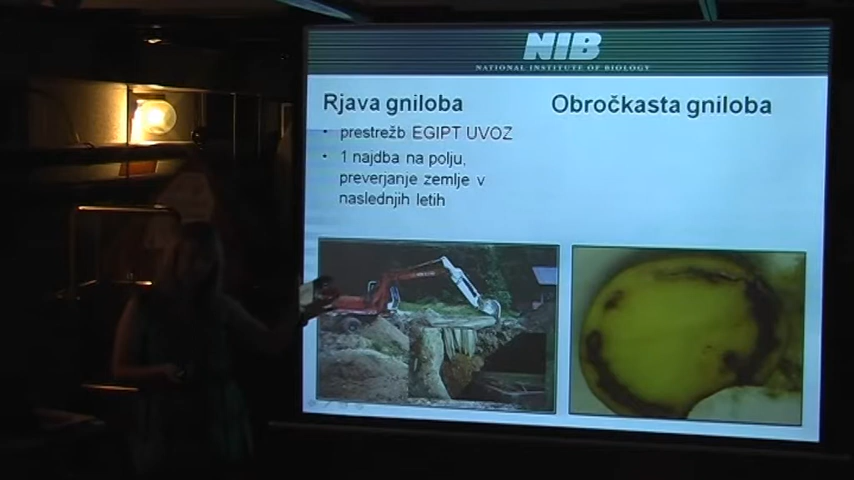 NIB
NATIONAL INSTITUTE OF BIOLOGY
Rjava gniloba
• prestrežb EGIPT UVOZ
• 1 najdba na polju,
preverjanje zemlje v
naslednjih letih
Obročkasta gniloba